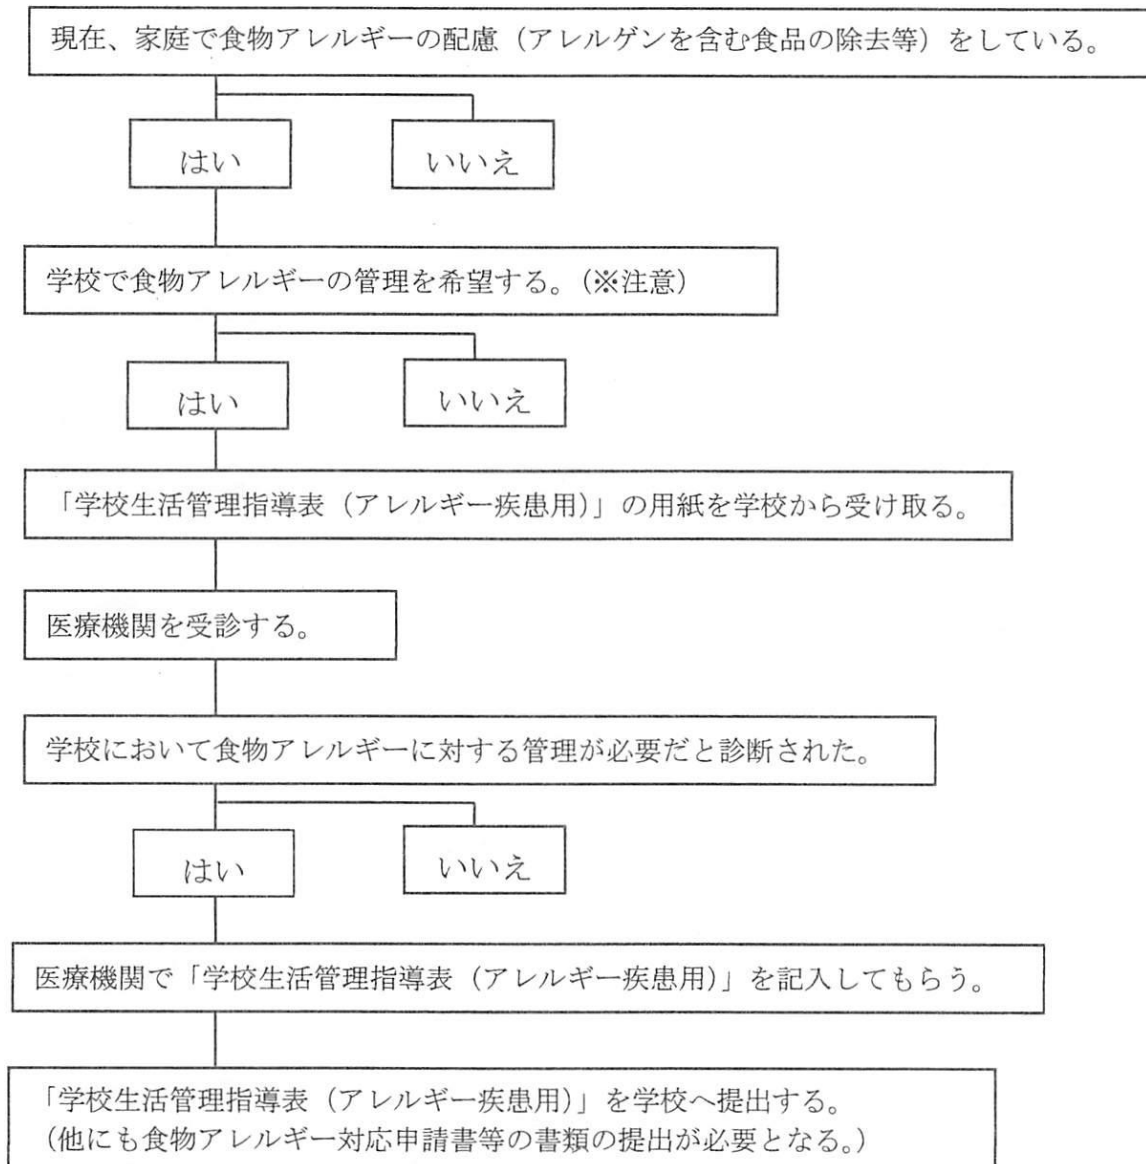 現在、家庭で食物アレルギーの配慮（アレルゲンを含む食品の除去等）をしている。
はい
いいえ
学校で食物アレルギーの管理を希望する。（※注意）
はい
いいえ
「学校生活管理指導表（アレルギー疾患用）」の用紙を学校から受け取る。
医療機関を受診する。
学校において食物アレルギーに対する管理が必要だと診断された。
はい
いいえ
医療機関で「学校生活管理指導表（アレルギー疾患用）」を記入してもらう。
「学校生活管理指導表（アレルギー疾患用）」を学校へ提出する。
（他にも食物アレルギー対応申請書等の書類の提出が必要となる。）